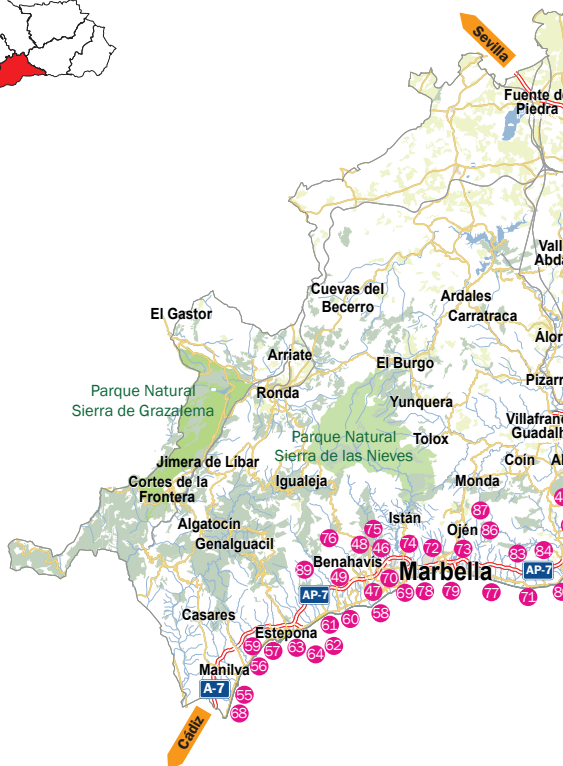 Sevilla
Fuente d
Piedra
Vall
Abda
Cuevas del
Becerro
Ardales
Carratraca
El Gastor
Álor
Arriate
El Burgo
Pizarr
Parque Natural
Sierra de Grazalema
Ronda
Yunquera
Villafran
Guadalh
Parque Natural
Sierra de las Nieves
Tolox
Jimera de Líbar
Coín
Al
Cortes de la
Frontera
Igualeja
Monda
4
87
Algatocín
Istán
Ojén
86
75
76
Genalguacil
48
46
74
72
73
83
84
Benahavís
89
49
70
Marbella
AP-7
AP-7
47
69
78
79
77
71
8
Casares
58
61
60
Estepona
59
57
63
64
62
Manilva
56
A-7
55
68
Cádiz